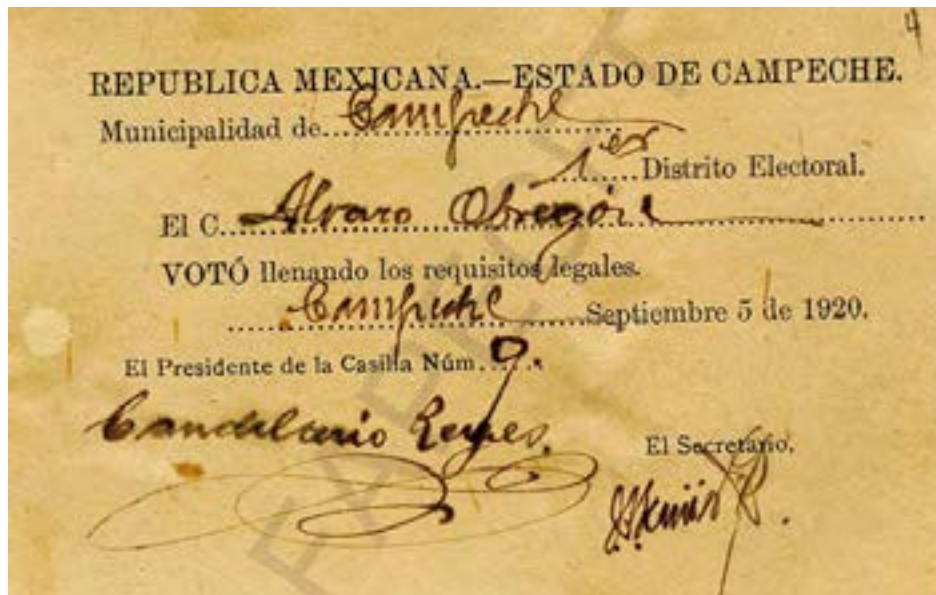 4
REPUBLICA MEXICANA.—ESTADO DE CAMPECHE.
Municipalidad de Campeche
1er Distrito Electoral.
El C. Alvaro Obregón
VOTÓ llenando los requisitos legales.
Campeche Septiembre 5 de 1920.
El Presidente de la Casilla Núm. 9.
Candelario Reyes.
El Secretario.